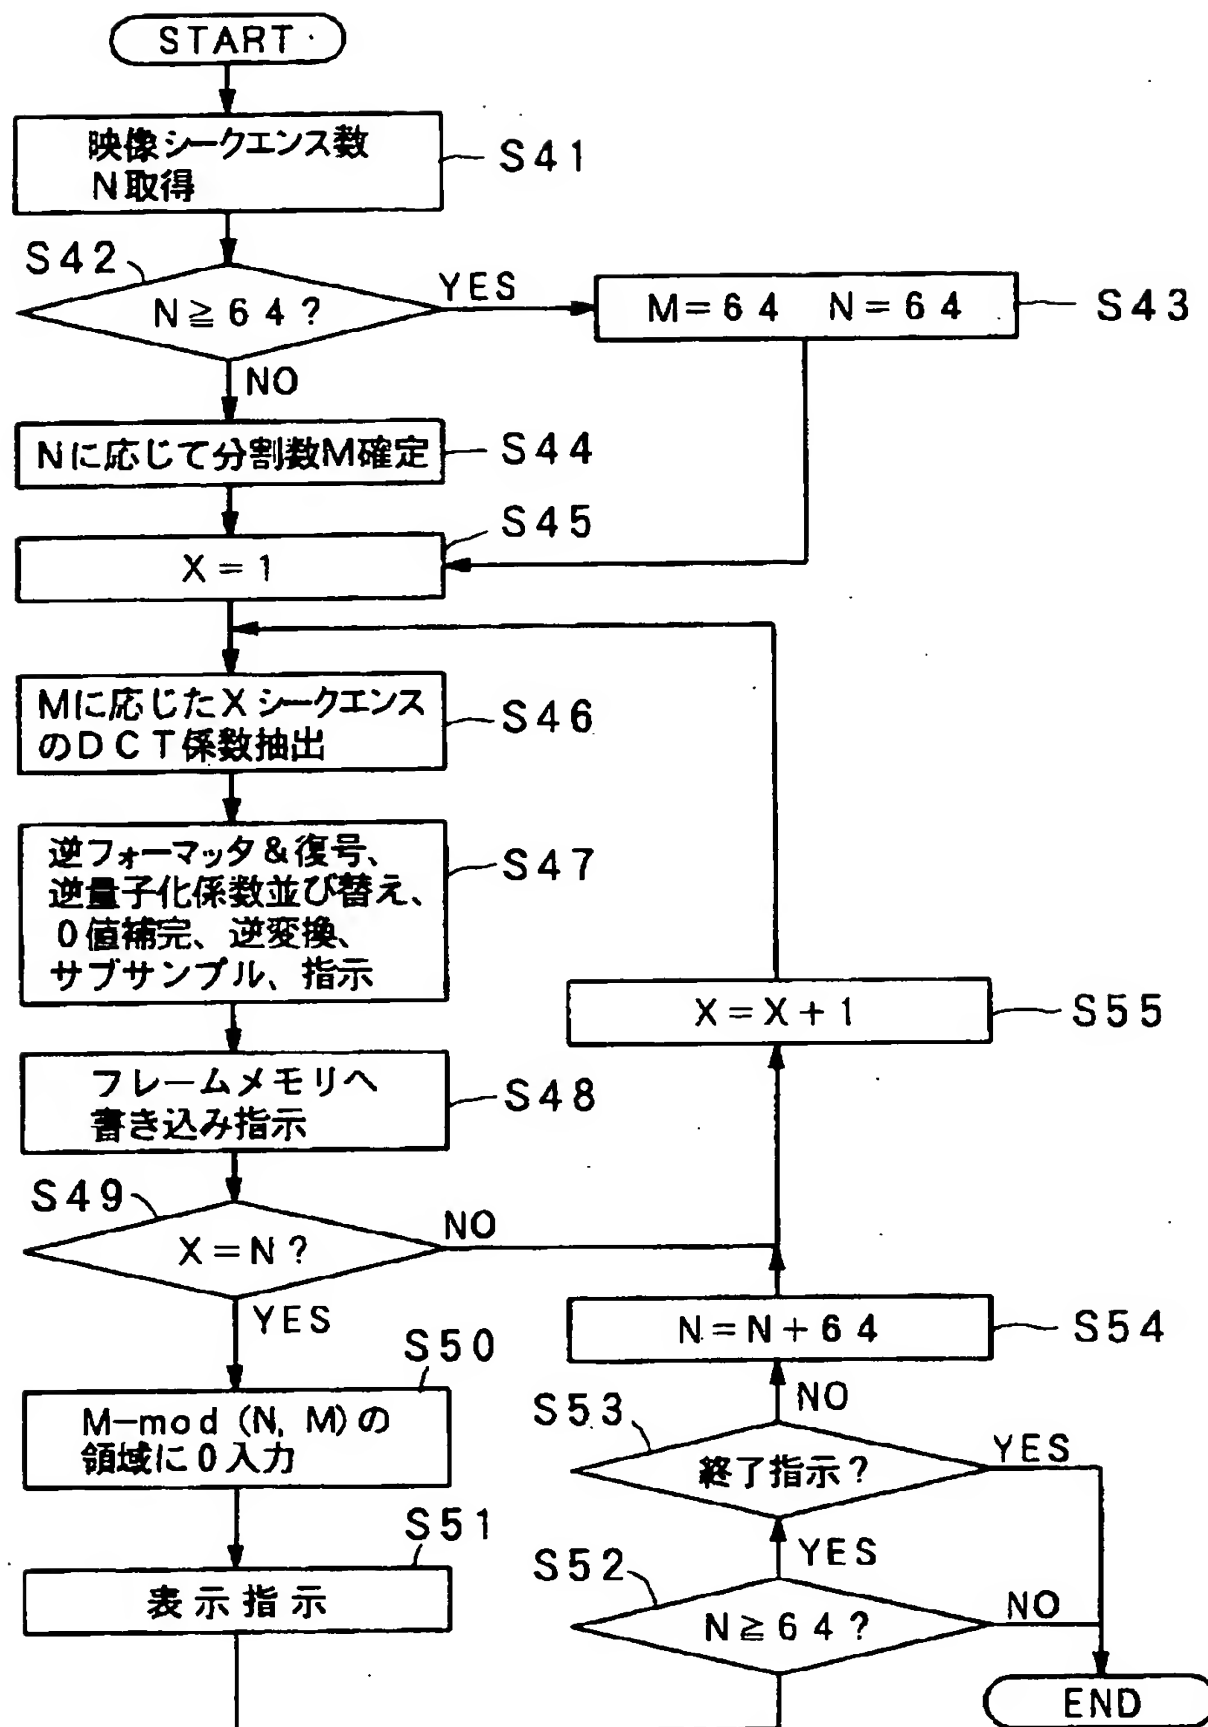 START
映像シークエンス数
N取得
S41
S42
N≧64?
YES
M=64 N=64
S43
NO
Nに応じて分割数M確定
S44
S45
X=1
Mに応じたXシークエンス
のDCT係数抽出
S46
逆フォーマッタ&復号、
逆量子化係数並び替え、
0値補完、逆変換、
サブサンプル、指示
S47
フレームメモリへ
書き込み指示
S48
S49
X=N?
NO
YES
S50
M-mod(N, M)の
領域に0入力
S51
表示指示
X=X+1
S55
N=N+64
S54
NO
S53
終了指示?
YES
YES
S52
N≧64?
NO
END